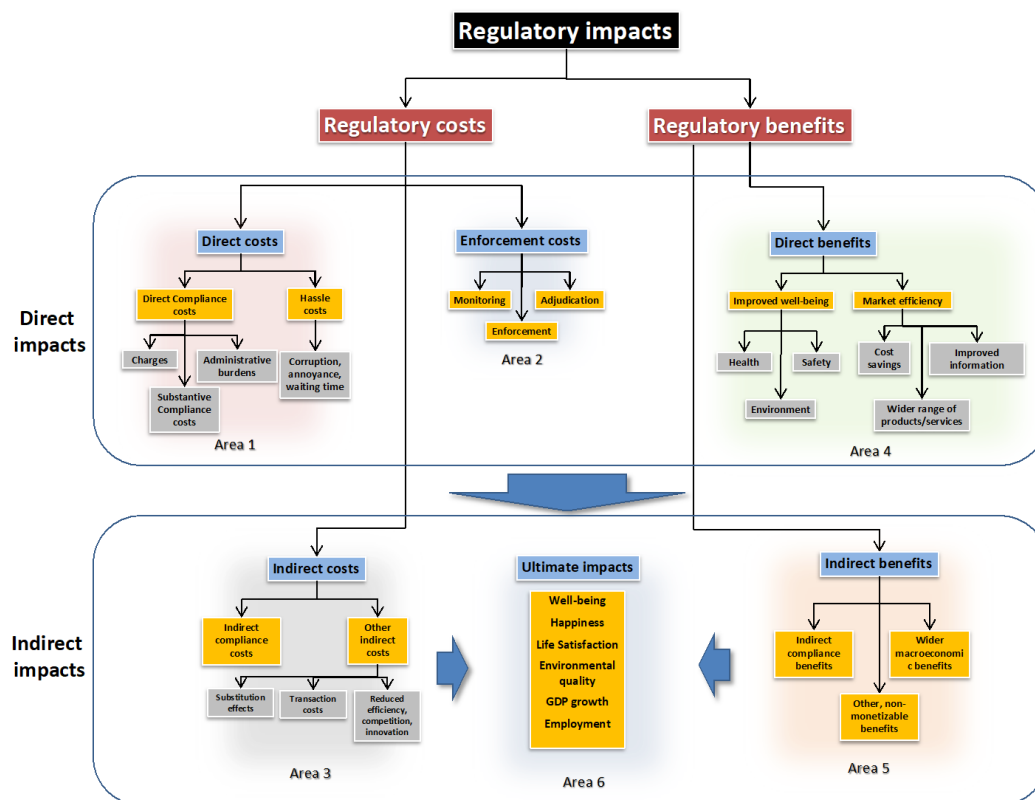 Regulatory impacts
Regulatory costs
Regulatory benefits
Direct
impacts
Direct costs
Direct Compliance
costs
Hassle
costs
Charges
Administrative
burdens
Substantive
Compliance
costs
Corruption,
annoyance,
waiting time
Area 1
Enforcement costs
Monitoring
Adjudication
Enforcement
Area 2
Direct benefits
Improved well-being
Market efficiency
Health
Safety
Environment
Cost
savings
Improved
information
Wider range of
products/services
Area 4
Indirect
impacts
Indirect costs
Indirect
compliance
costs
Other
indirect
costs
Substitution
effects
Transaction
costs
Reduced
efficiency,
competition,
innovation
Area 3
Ultimate impacts
Well-being
Happiness
Life Satisfaction
Environmental
quality
GDP growth
Employment
Area 6
Indirect benefits
Indirect
compliance
benefits
Wider
macroeconomi
c benefits
Other, non-
monetizable
benefits
Area 5